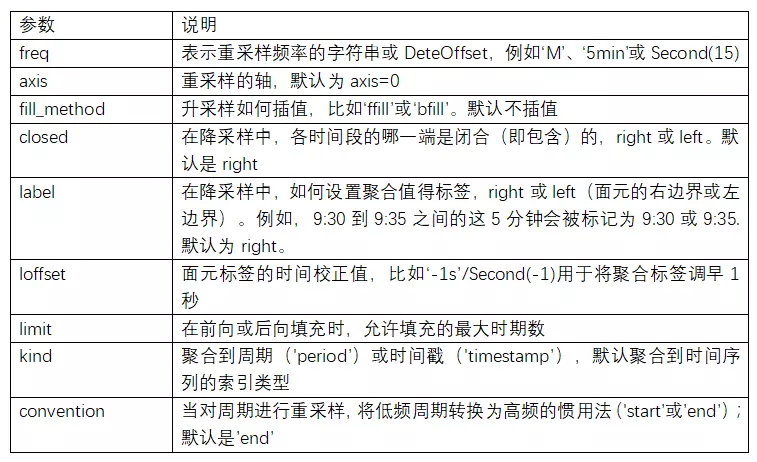 参数 说明
freq 表示重采样频率的字符串或 DeteOffset，例如‘M’、‘5min’或 Second(15)
axis 重采样的轴，默认为 axis=0
fill_method 升采样如何插值，比如‘ffill’或‘bfill’。默认不插值
closed 在降采样中，各时间段的哪一端是闭合（即包含）的，right 或 left。默
认是 right
label 在降采样中，如何设置聚合值得标签，right 或 left（面元的右边界或左
边界）。例如，9:30 到 9:35 之间的这 5 分钟会被标记为 9:30 或 9:35.
默认为 right。
loffset 面元标签的时间校正值，比如‘-1s’/Second(-1)用于将聚合标签调早 1
秒
limit 在前向或后向填充时，允许填充的最大时期数
kind 聚合到周期（‘period’）或时间戳（‘timestamp’），默认聚合到时间序
列的索引类型
convention 当对周期进行重采样，将低频周期转换为高频的惯用法（‘start’或‘end’）；
默认是‘end’